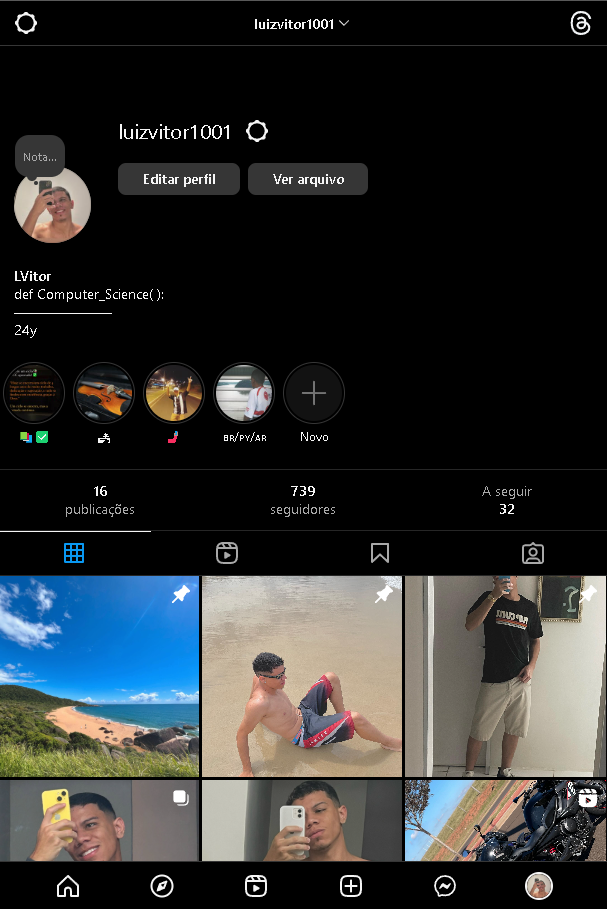 luizvitor1001
luizvitor1001
Nota...
Editar perfil
Ver arquivo
LVitor
def Computer_Science():
24y
BR/PY/AR
Novo
16
publicações
739
seguidores
A seguir
32